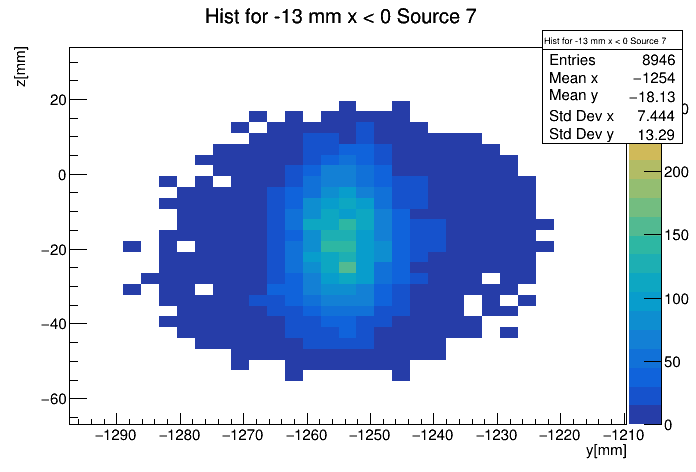 Hist for -13 mm x < 0 Source 7
z[mm]
Hist for -13 mm x < 0 Source 7
Entries 8946
Mean x −1254
Mean y −18.13
Std Dev x 7.444
Std Dev y 13.29
20
0
−20
−40
−60
0
200
150
100
50
0
−1290 −1280 −1270 −1260 −1250 −1240 −1230 −1220 −1210
y[mm]